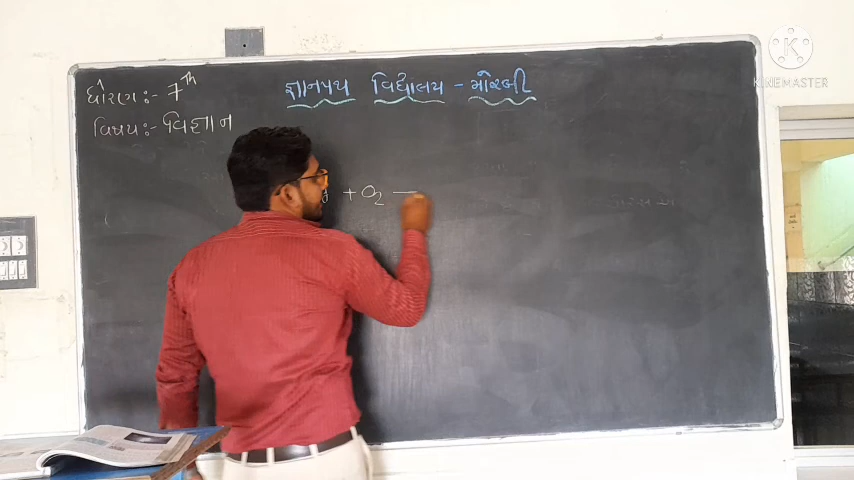 ધોરણ :- 7th
જ્ઞાનપથ વિદ્યાલય - મોરબી
વિષય :- વિજ્ઞાન
+ O2 —
KINEMASTER